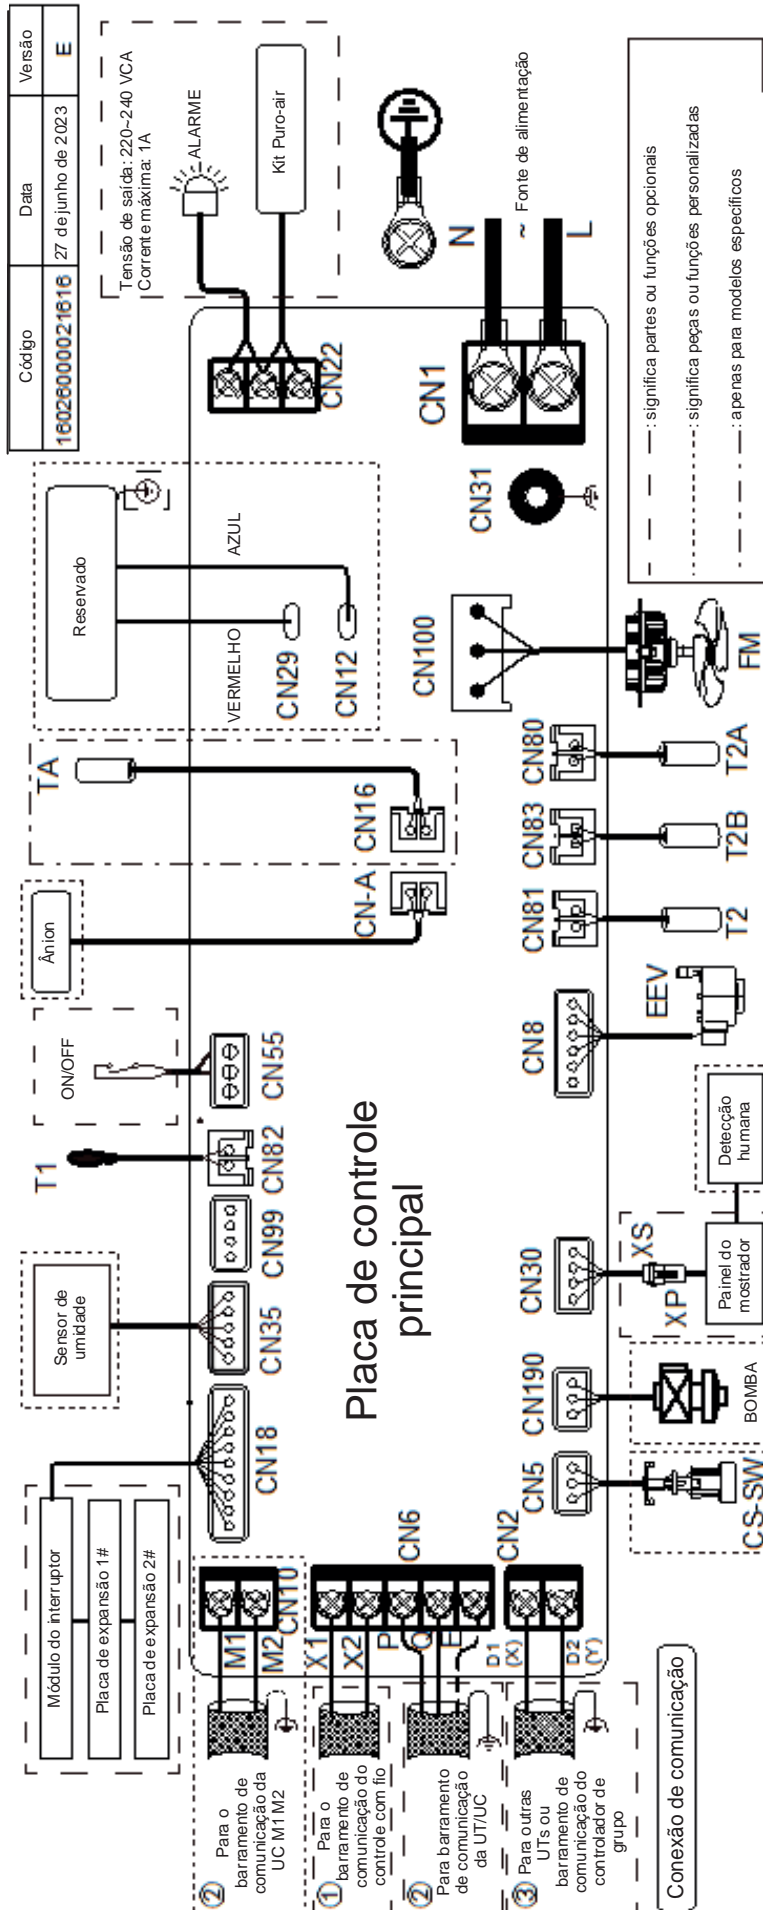 Código
Data
Versão
16026000021616
27 de junho de 2023
E
Tensão de saída: 220~240 VCA
Corrente máxima: 1A
ALARME
Kit Puro-air
CN22
N
~ Fonte de alimentação
L
CN1
CN31
Reservado
VERMELHO
AZUL
CN29
CN12
CN100
FM
TA
CN16
CN-A
Ânion
CN80
CN83
CN81
T2A
T2B
T2
EEV
CN8
ON/OFF
CN55
T1
CN82
CN99
Sensor de
umidade
CN35
CN18
Placa de controle
principal
Detecção
humana
CN30
XS
XP
Painel do
mostrador
CN190
BOMBA
CN5
CS-SW
Módulo do interruptor
Placa de expansão 1#
Placa de expansão 2#
M1
M2
CN10
X1
X2
P
Q
E
CN6
CN2
D1
(X)
D2
(Y)
② Para o
barramento de
comunicação da
UC M1M2
① Para o
barramento de
comunicação do
controle com fio
② Para barramento
de comunicação
da UT/UC
③ Para outras
UTs ou
barramento de
comunicação do
controlador de
grupo
Conexão de comunicação
: significa partes ou funções opcionais
: significa peças ou funções personalizadas
: apenas para modelos específicos